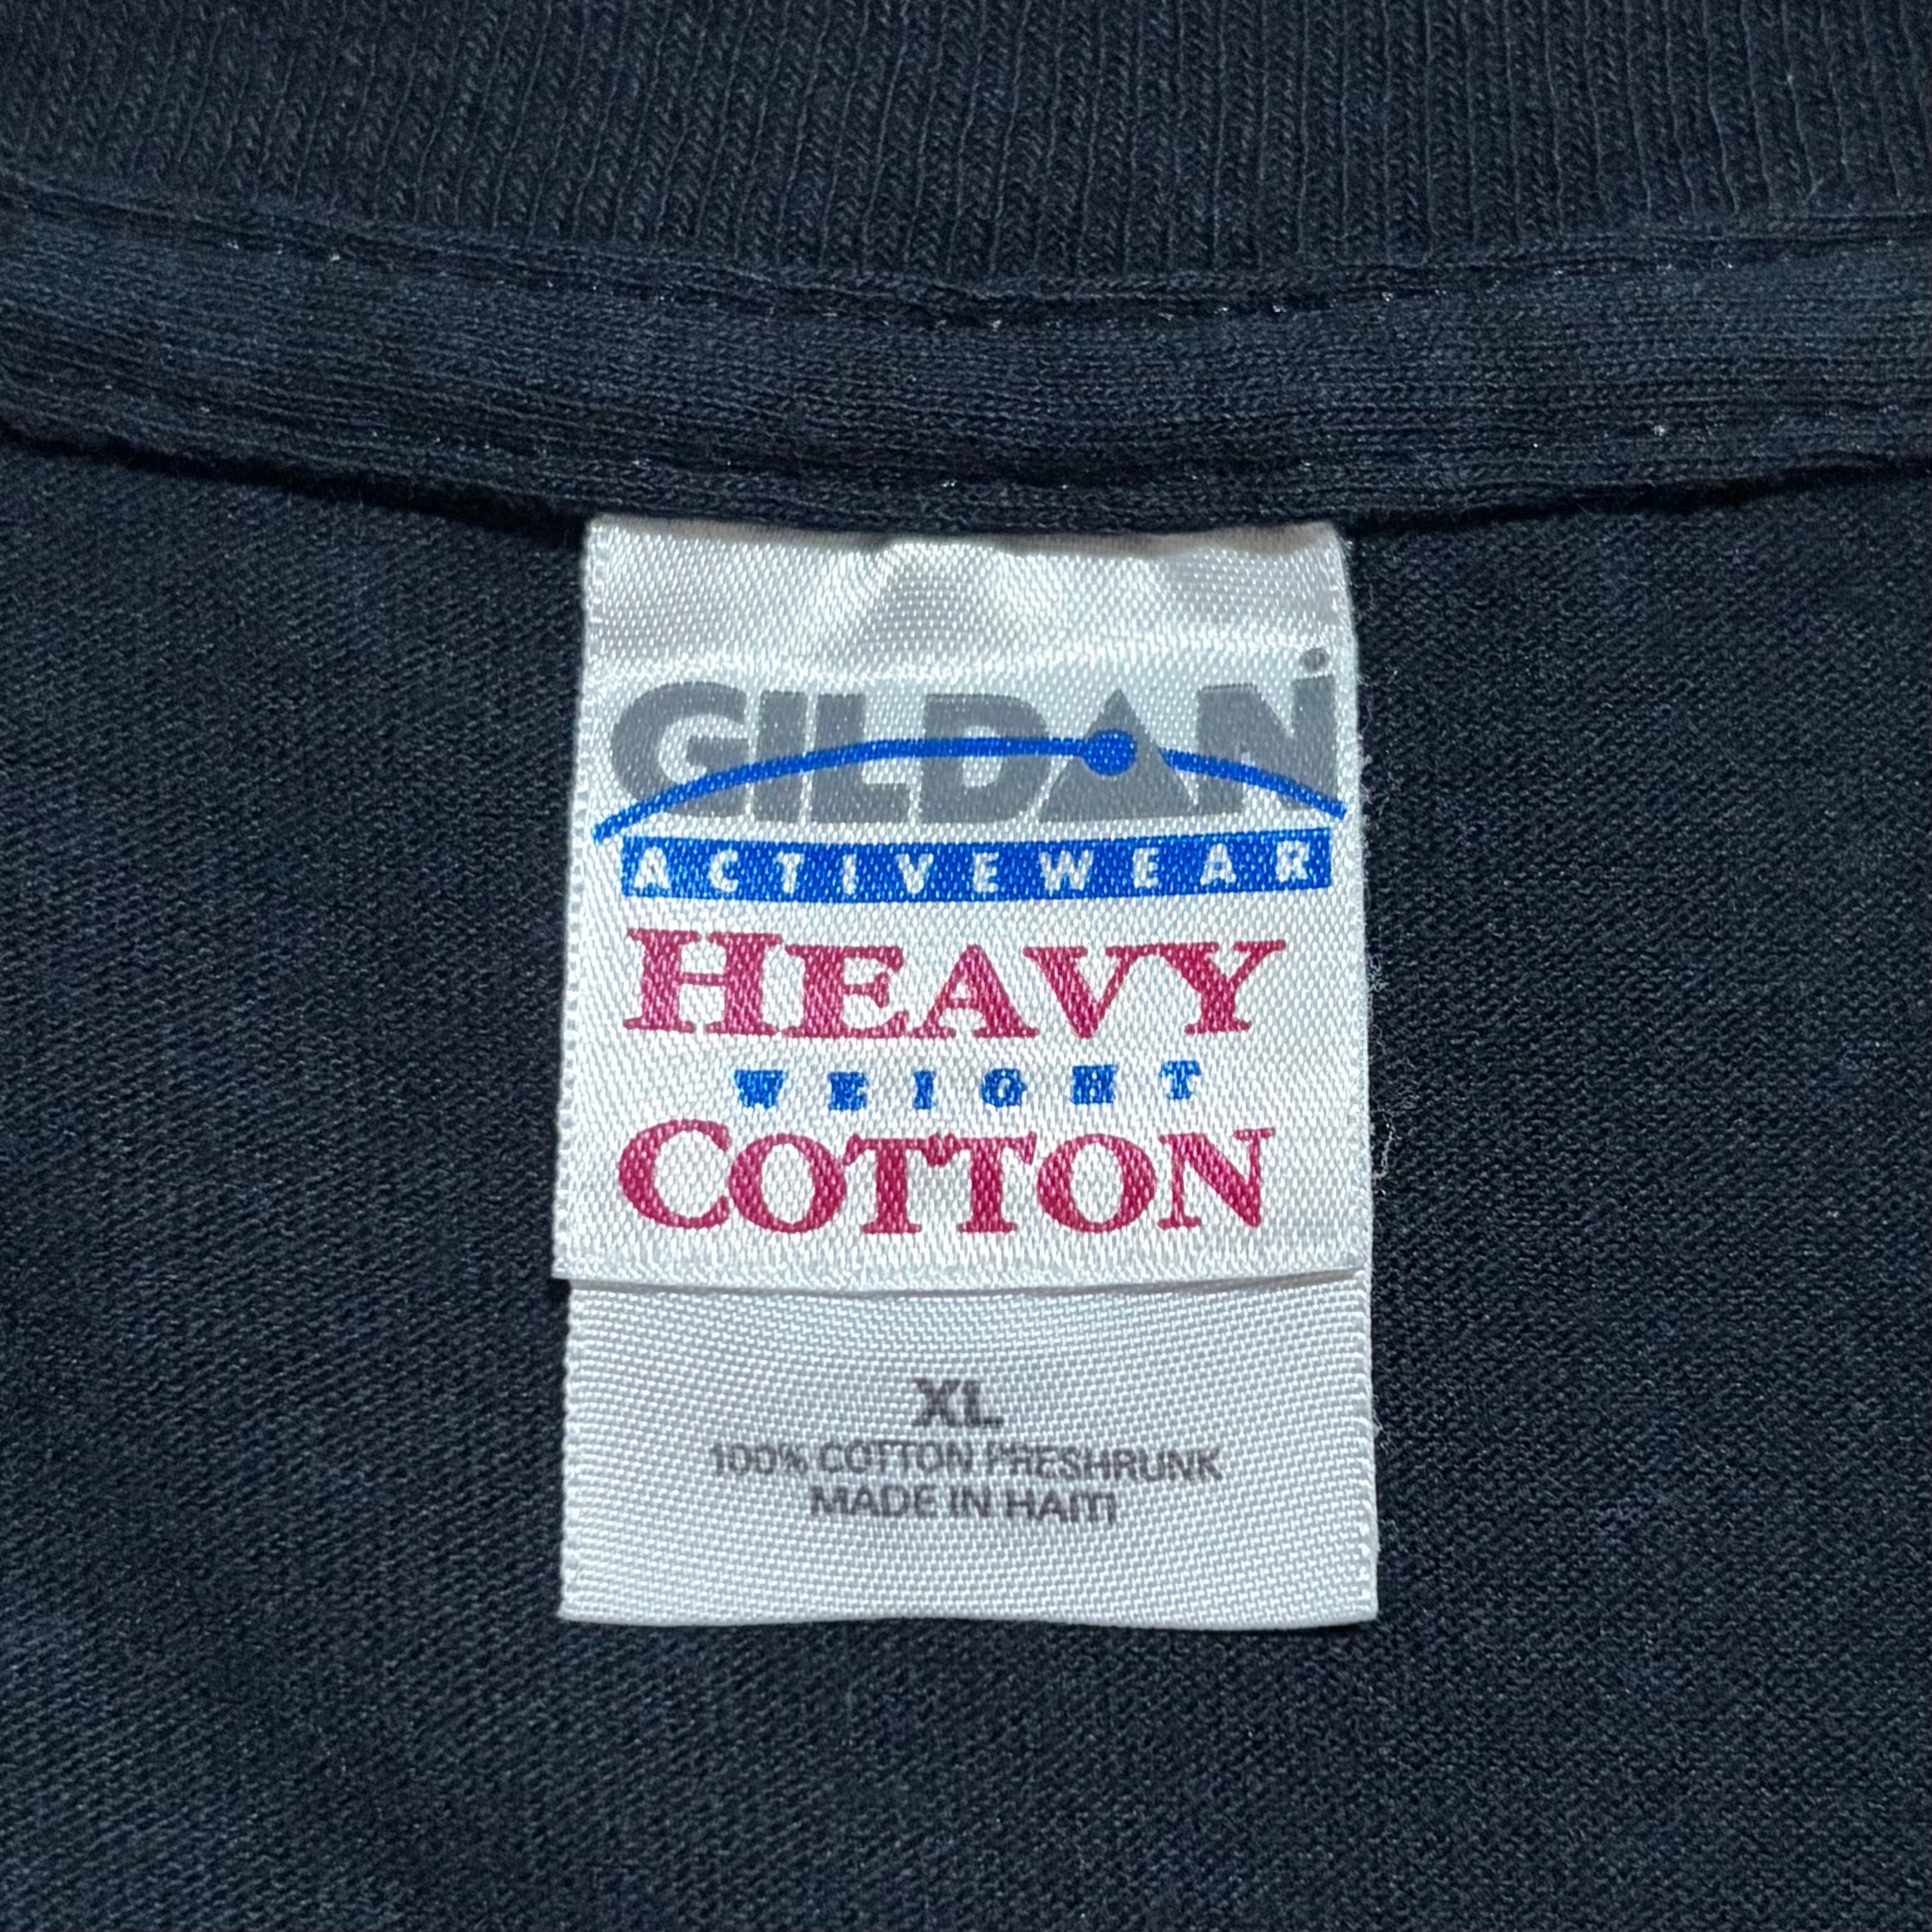 GILDAN
ACTIVEWEAR
HEAVY
WEIGHT
COTTON
XL
100% COTTON PRESHRUNK
MADE IN HAITI